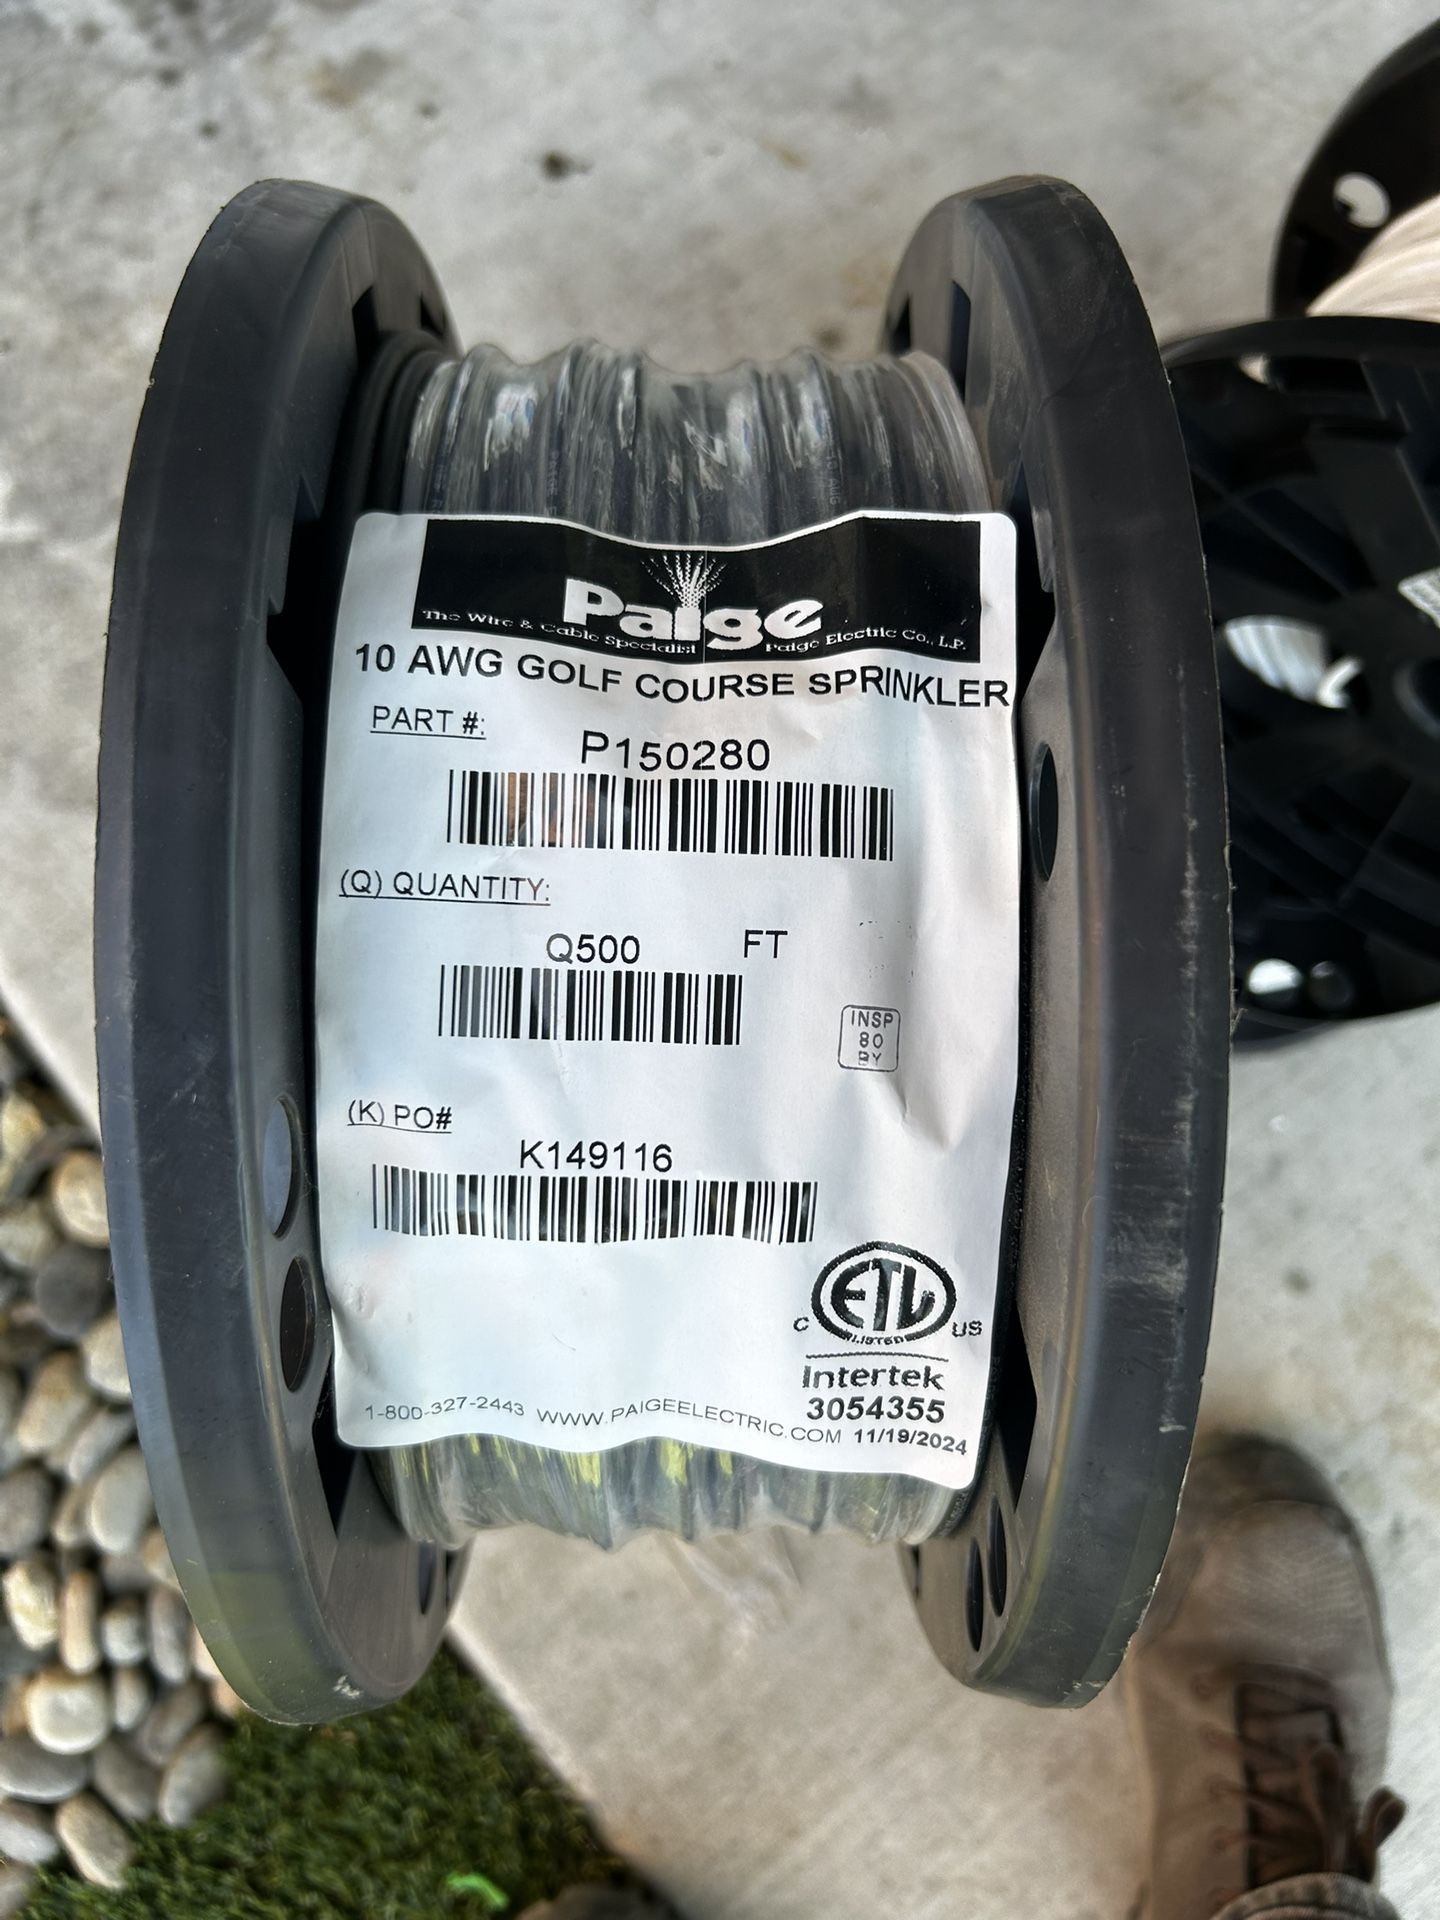 Paige
The Wire & Cable Specialist Paige Electric Co., L.P.
10 AWG GOLF COURSE SPRINKLER
PART #:
P150280
(Q) QUANTITY:
Q500 FT
INSP
80
BY
(K) PO#
K149116
ETL
LISTED
C US
Intertek
3054355
1-800-327-2443 WWW.PAIGEELECTRIC.COM 11/19/2024